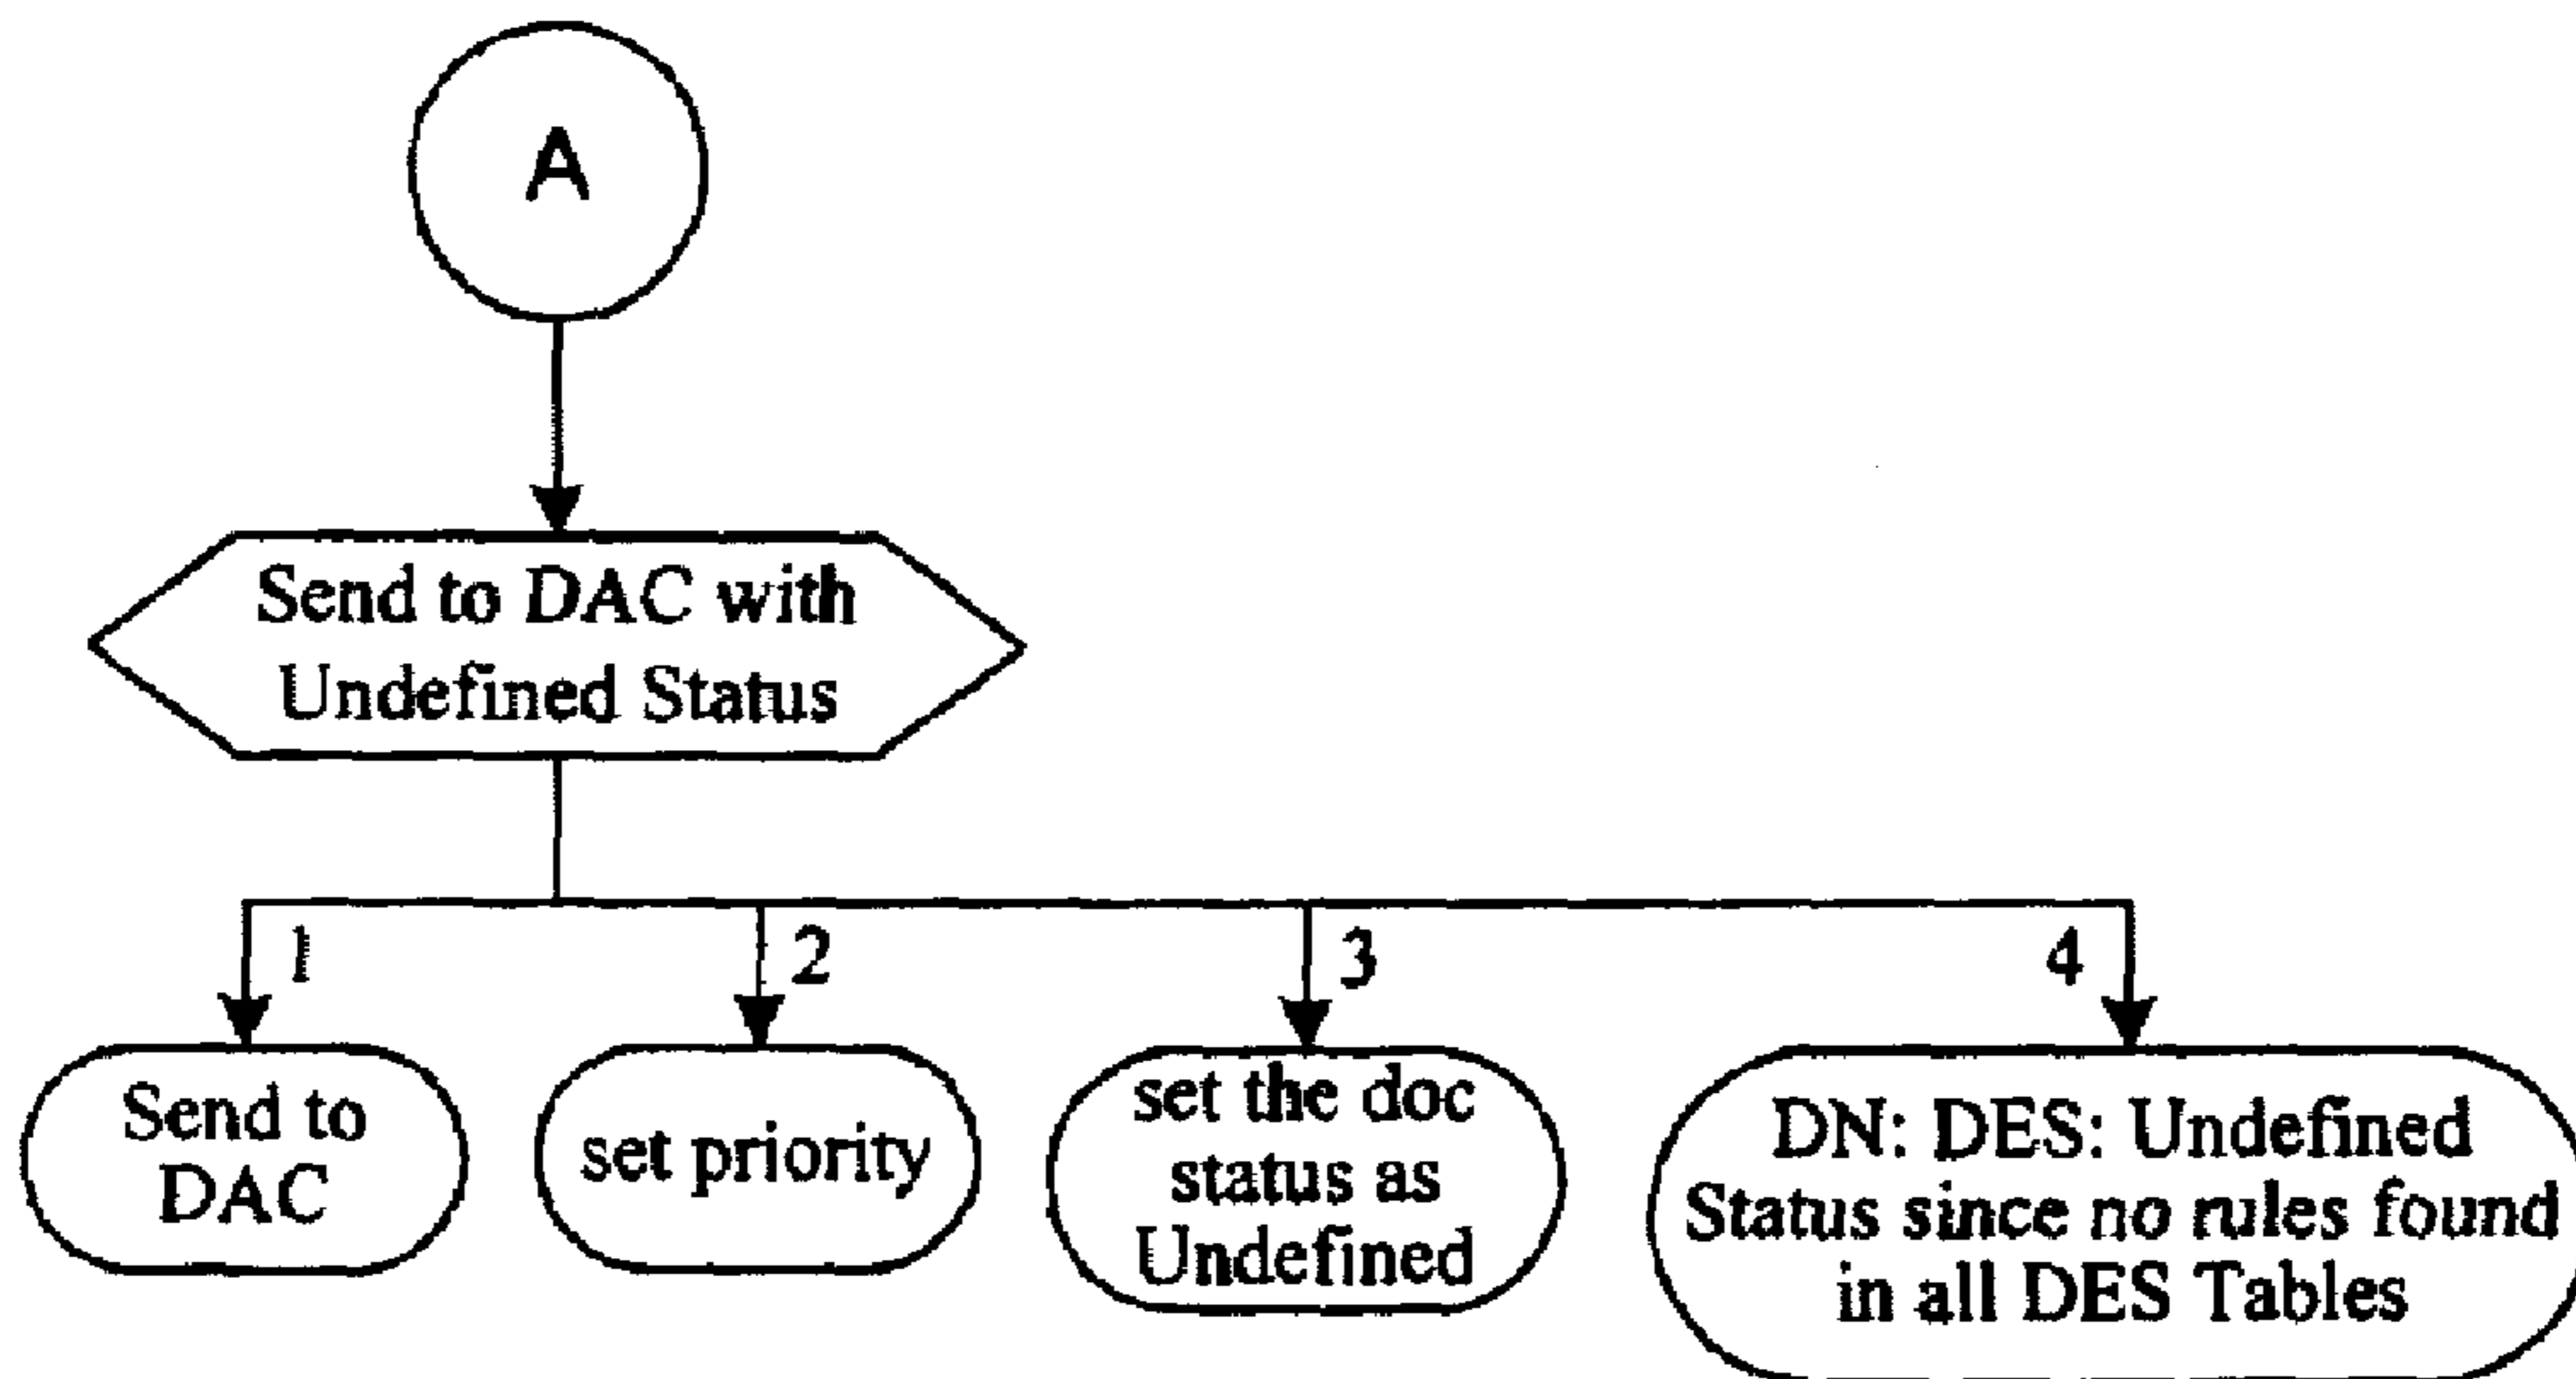 A
Send to DAC with
Undefined Status
1
2
3
4
Send to
DAC
set priority
set the doc
status as
Undefined
DN: DES: Undefined
Status since no rules found
in all DES Tables